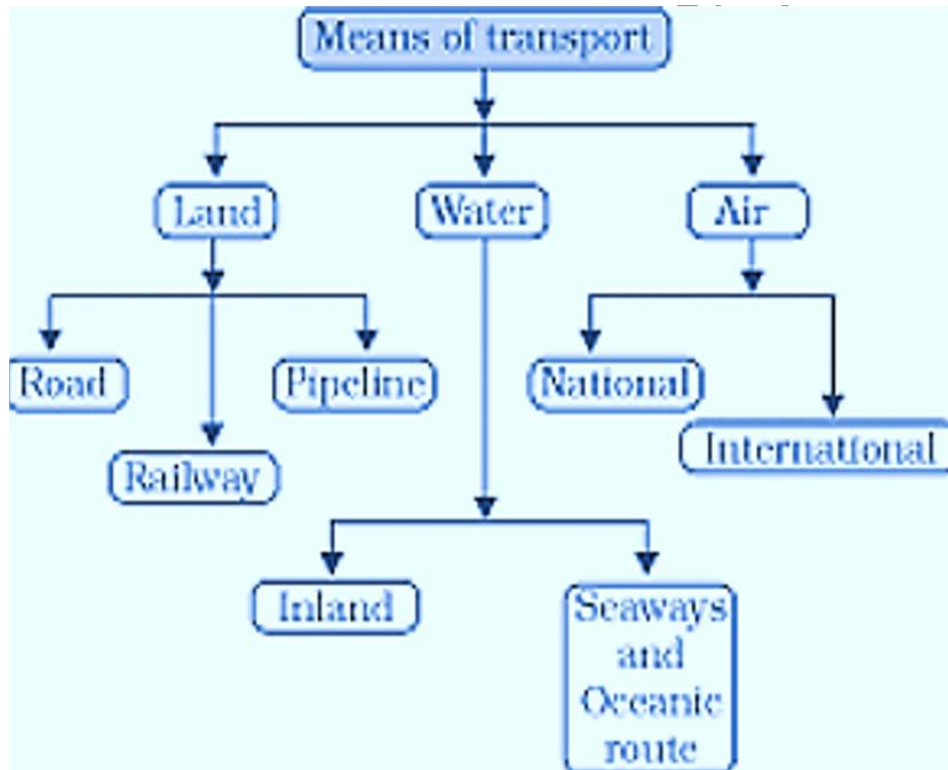 Means of transport
Land
Water
Air
Road
Pipeline
National
International
Railway
Inland
Seaways
and
Oceanic
route